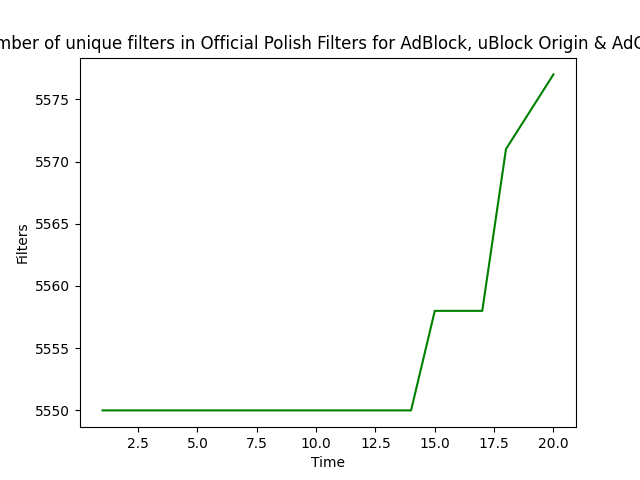 mber of unique filters in Official Polish Filters for AdBlock, uBlock Origin & AdG
5575
5570
5565
5560
5555
5550
Filters
2.5 5.0 7.5 10.0 12.5 15.0 17.5 20.0
Time